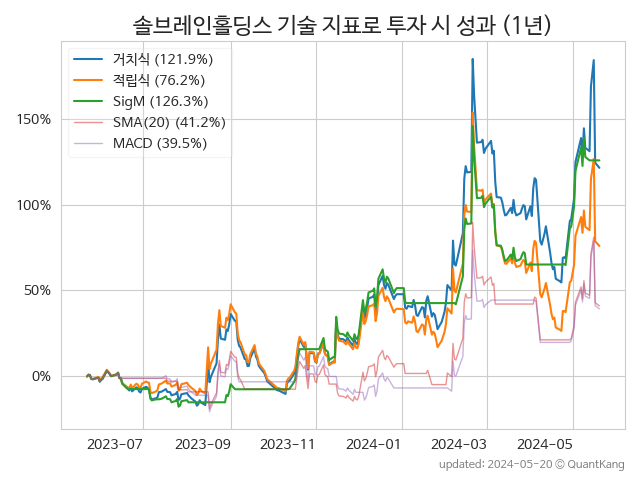 솔브레인홀딩스 기술 지표로 투자 시 성과 (1년)
거치식 (121.9%)
적립식 (76.2%)
SigM (126.3%)
SMA(20) (41.2%)
MACD (39.5%)
150%
100%
50%
0%
2023-07 2023-09 2023-11 2024-01 2024-03 2024-05
updated: 2024-05-20 © QuantKang